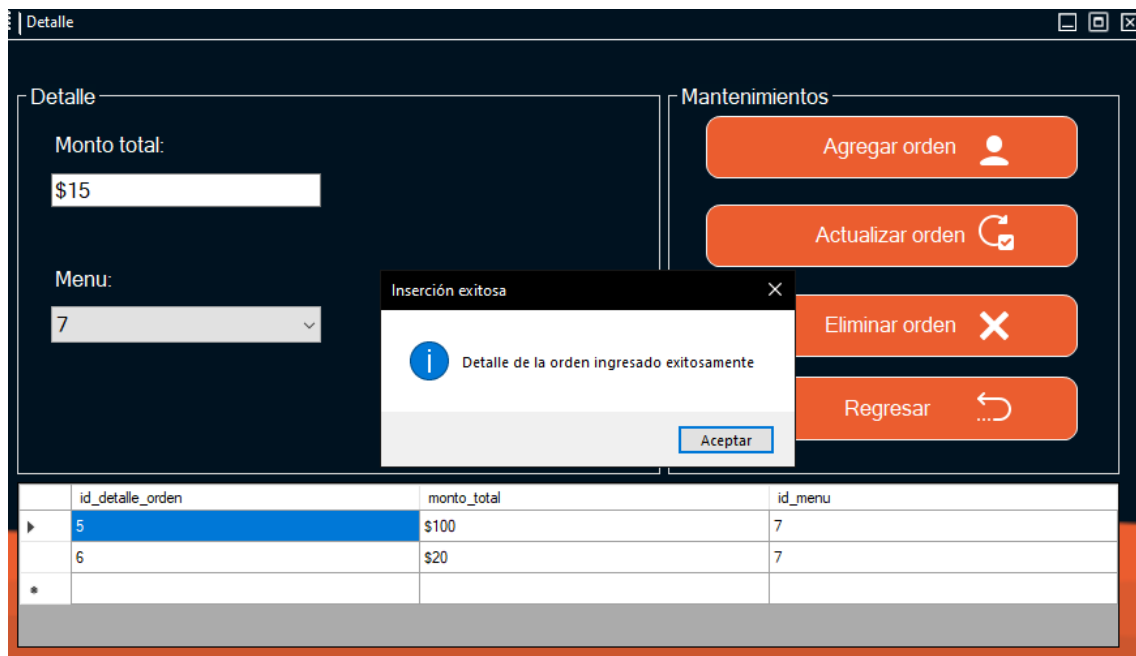 Detalle
Detalle
Monto total:
$15
Menu:
7
Mantenimientos
Agregar orden
Actualizar orden
Eliminar orden
Regresar
Inserción exitosa
Detalle de la orden ingresado exitosamente
Aceptar
id_detalle_orden monto_total id_menu
5 $100 7
6 $20 7